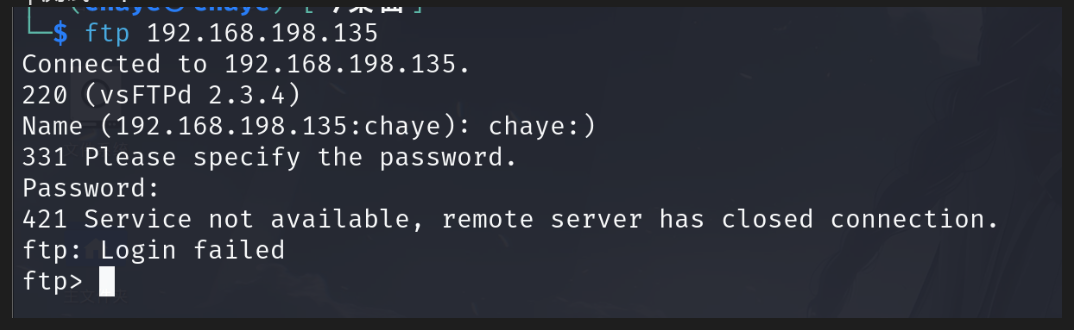 └─$ ftp 192.168.198.135
Connected to 192.168.198.135.
220 (vsFTPd 2.3.4)
Name (192.168.198.135:chaye): chaye:)
331 Please specify the password.
Password:
421 Service not available, remote server has closed connection.
ftp: Login failed
ftp>